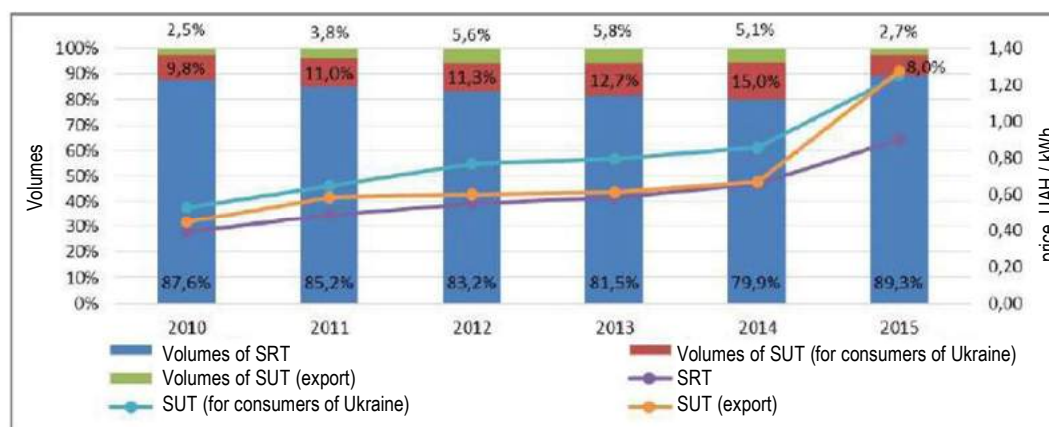 2,5% 3,8% 5,6% 5,8% 5,1% 2,7%
100% 1,40
90% 9,8% 11,0% 11,3% 12,7% 15,0% 8,0% 1,20
80%
70% 1,00
60% 0,80
50% 0,60
40%
30% 0,40
20% 0,20
10% 87,6% 85,2% 83,2% 81,5% 79,9% 89,3%
0% 0,00
Volumes
price, UAH / kWh
2010 2011 2012 2013 2014 2015
Volumes of SRT Volumes of SUT (for consumers of Ukraine)
Volumes of SUT (export) SRT
SUT (for consumers of Ukraine) SUT (export)